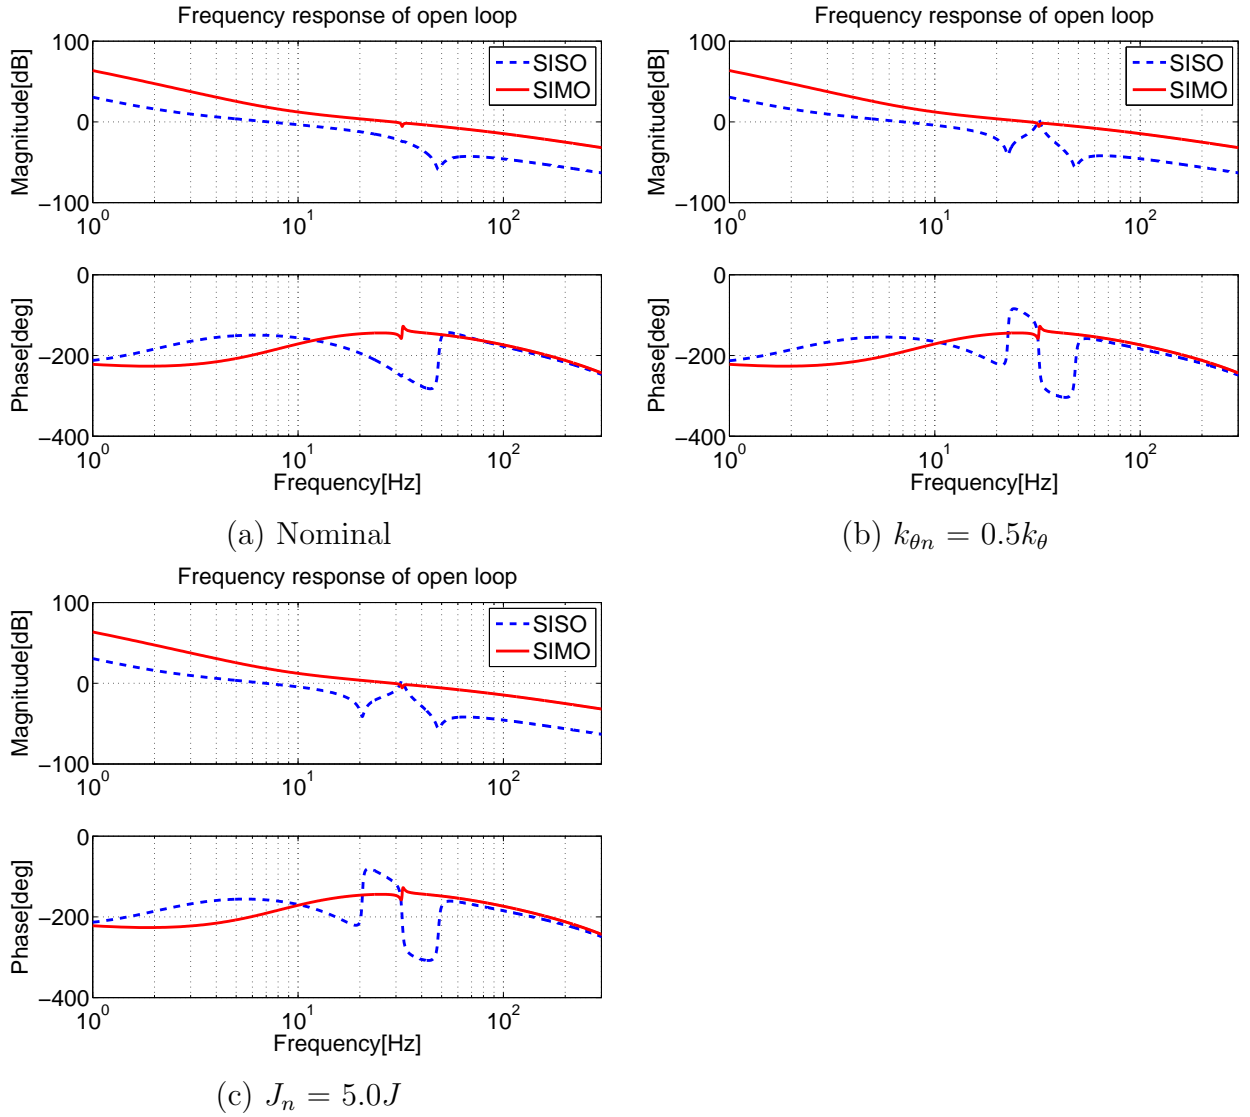 Frequency response of open loop
Magnitude[dB]
100
0
−100
10^0
10^1
10^2
SISO
SIMO
Phase[deg]
0
−200
−400
10^0
10^1
10^2
Frequency[Hz]
(a) Nominal
Frequency response of open loop
Magnitude[dB]
100
0
−100
10^0
10^1
10^2
SISO
SIMO
Phase[deg]
0
−200
−400
10^0
10^1
10^2
Frequency[Hz]
(b) k_{θn} = 0.5k_θ
Frequency response of open loop
Magnitude[dB]
100
0
−100
10^0
10^1
10^2
SISO
SIMO
Phase[deg]
0
−200
−400
10^0
10^1
10^2
Frequency[Hz]
(c) J_n = 5.0J